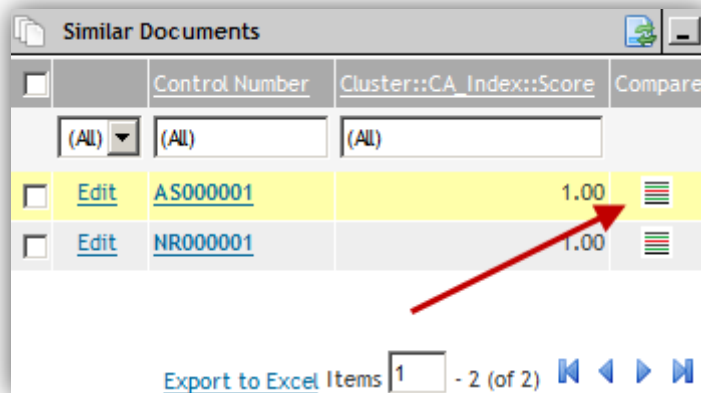 Similar Documents
Control Number Cluster::CA_Index::Score Compare
(All) (All) (All)
Edit AS000001 1.00
Edit NR000001 1.00
Export to Excel Items 1 - 2 (of 2)